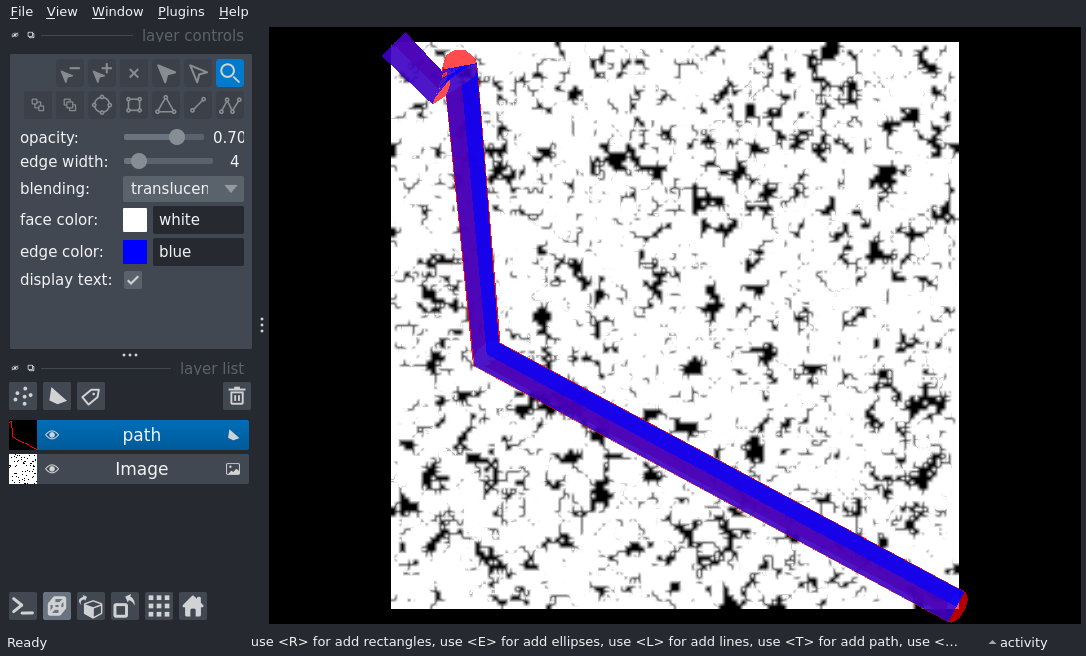 File View Window Plugins Help
layer controls
opacity: 0.70
edge width: 4
blending: translucen
face color: white
edge color: blue
display text:
layer list
path
Image
Ready use <R> for add rectangles, use <E> for add ellipses, use <L> for add lines, use <T> for add path, use <... activity